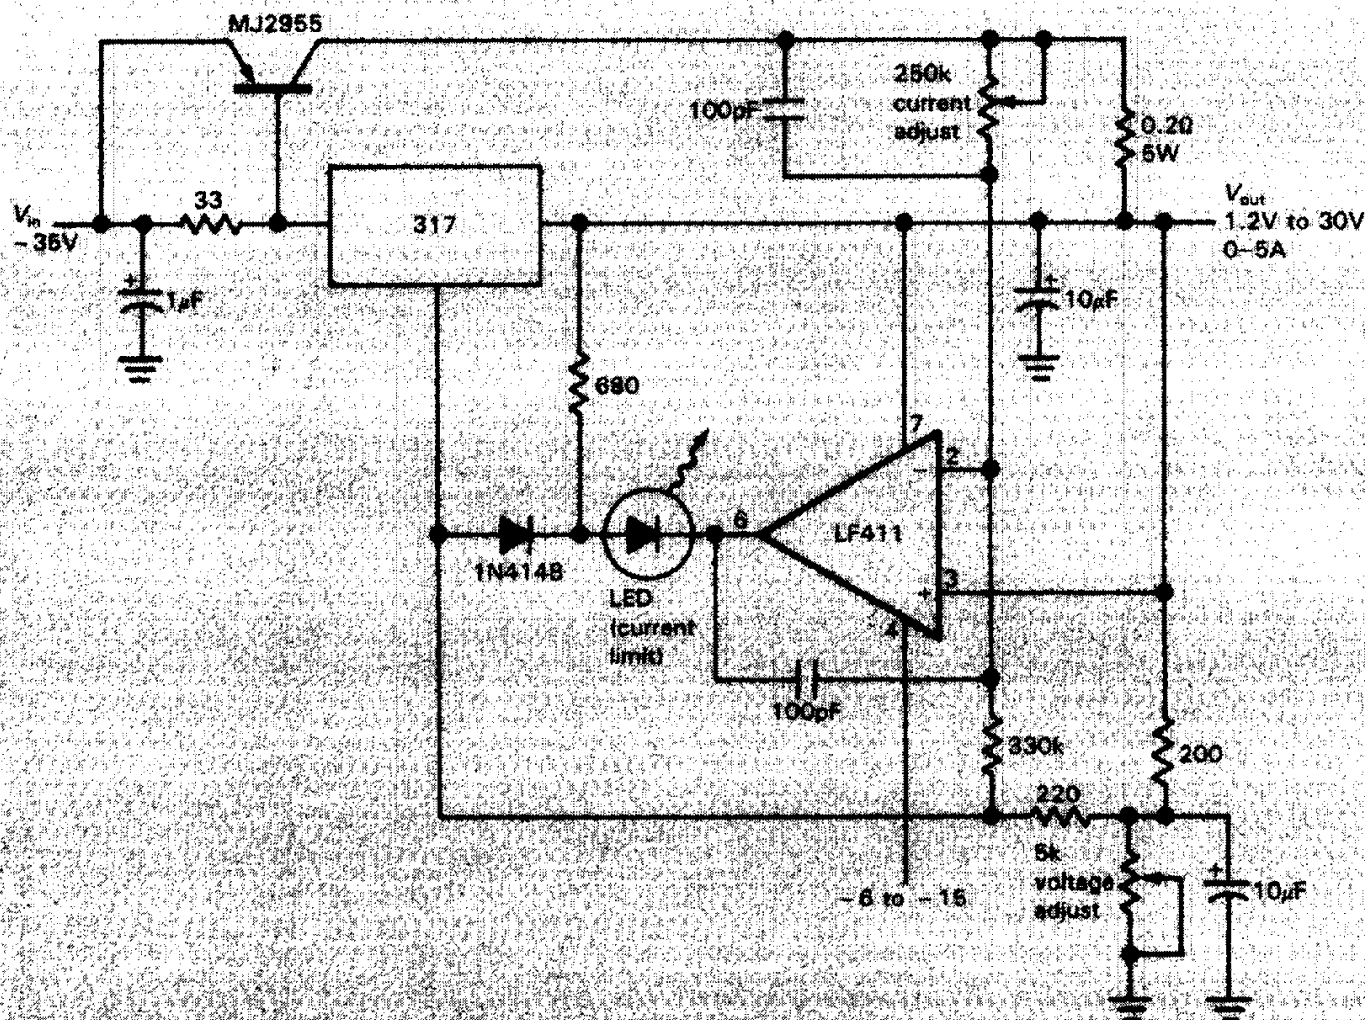 MJ2955
250k
current
adjust
100pF
0.2Ω
5W
33
317
Vin
~35V
1μF
Vout
1.2V to 30V
0–5A
10μF
680
7
2
−
6
LF411
3
+
4
1N4148
LED
(current
limit)
100pF
330k
200
220
5k
voltage
adjust
−6 to −15
10μF